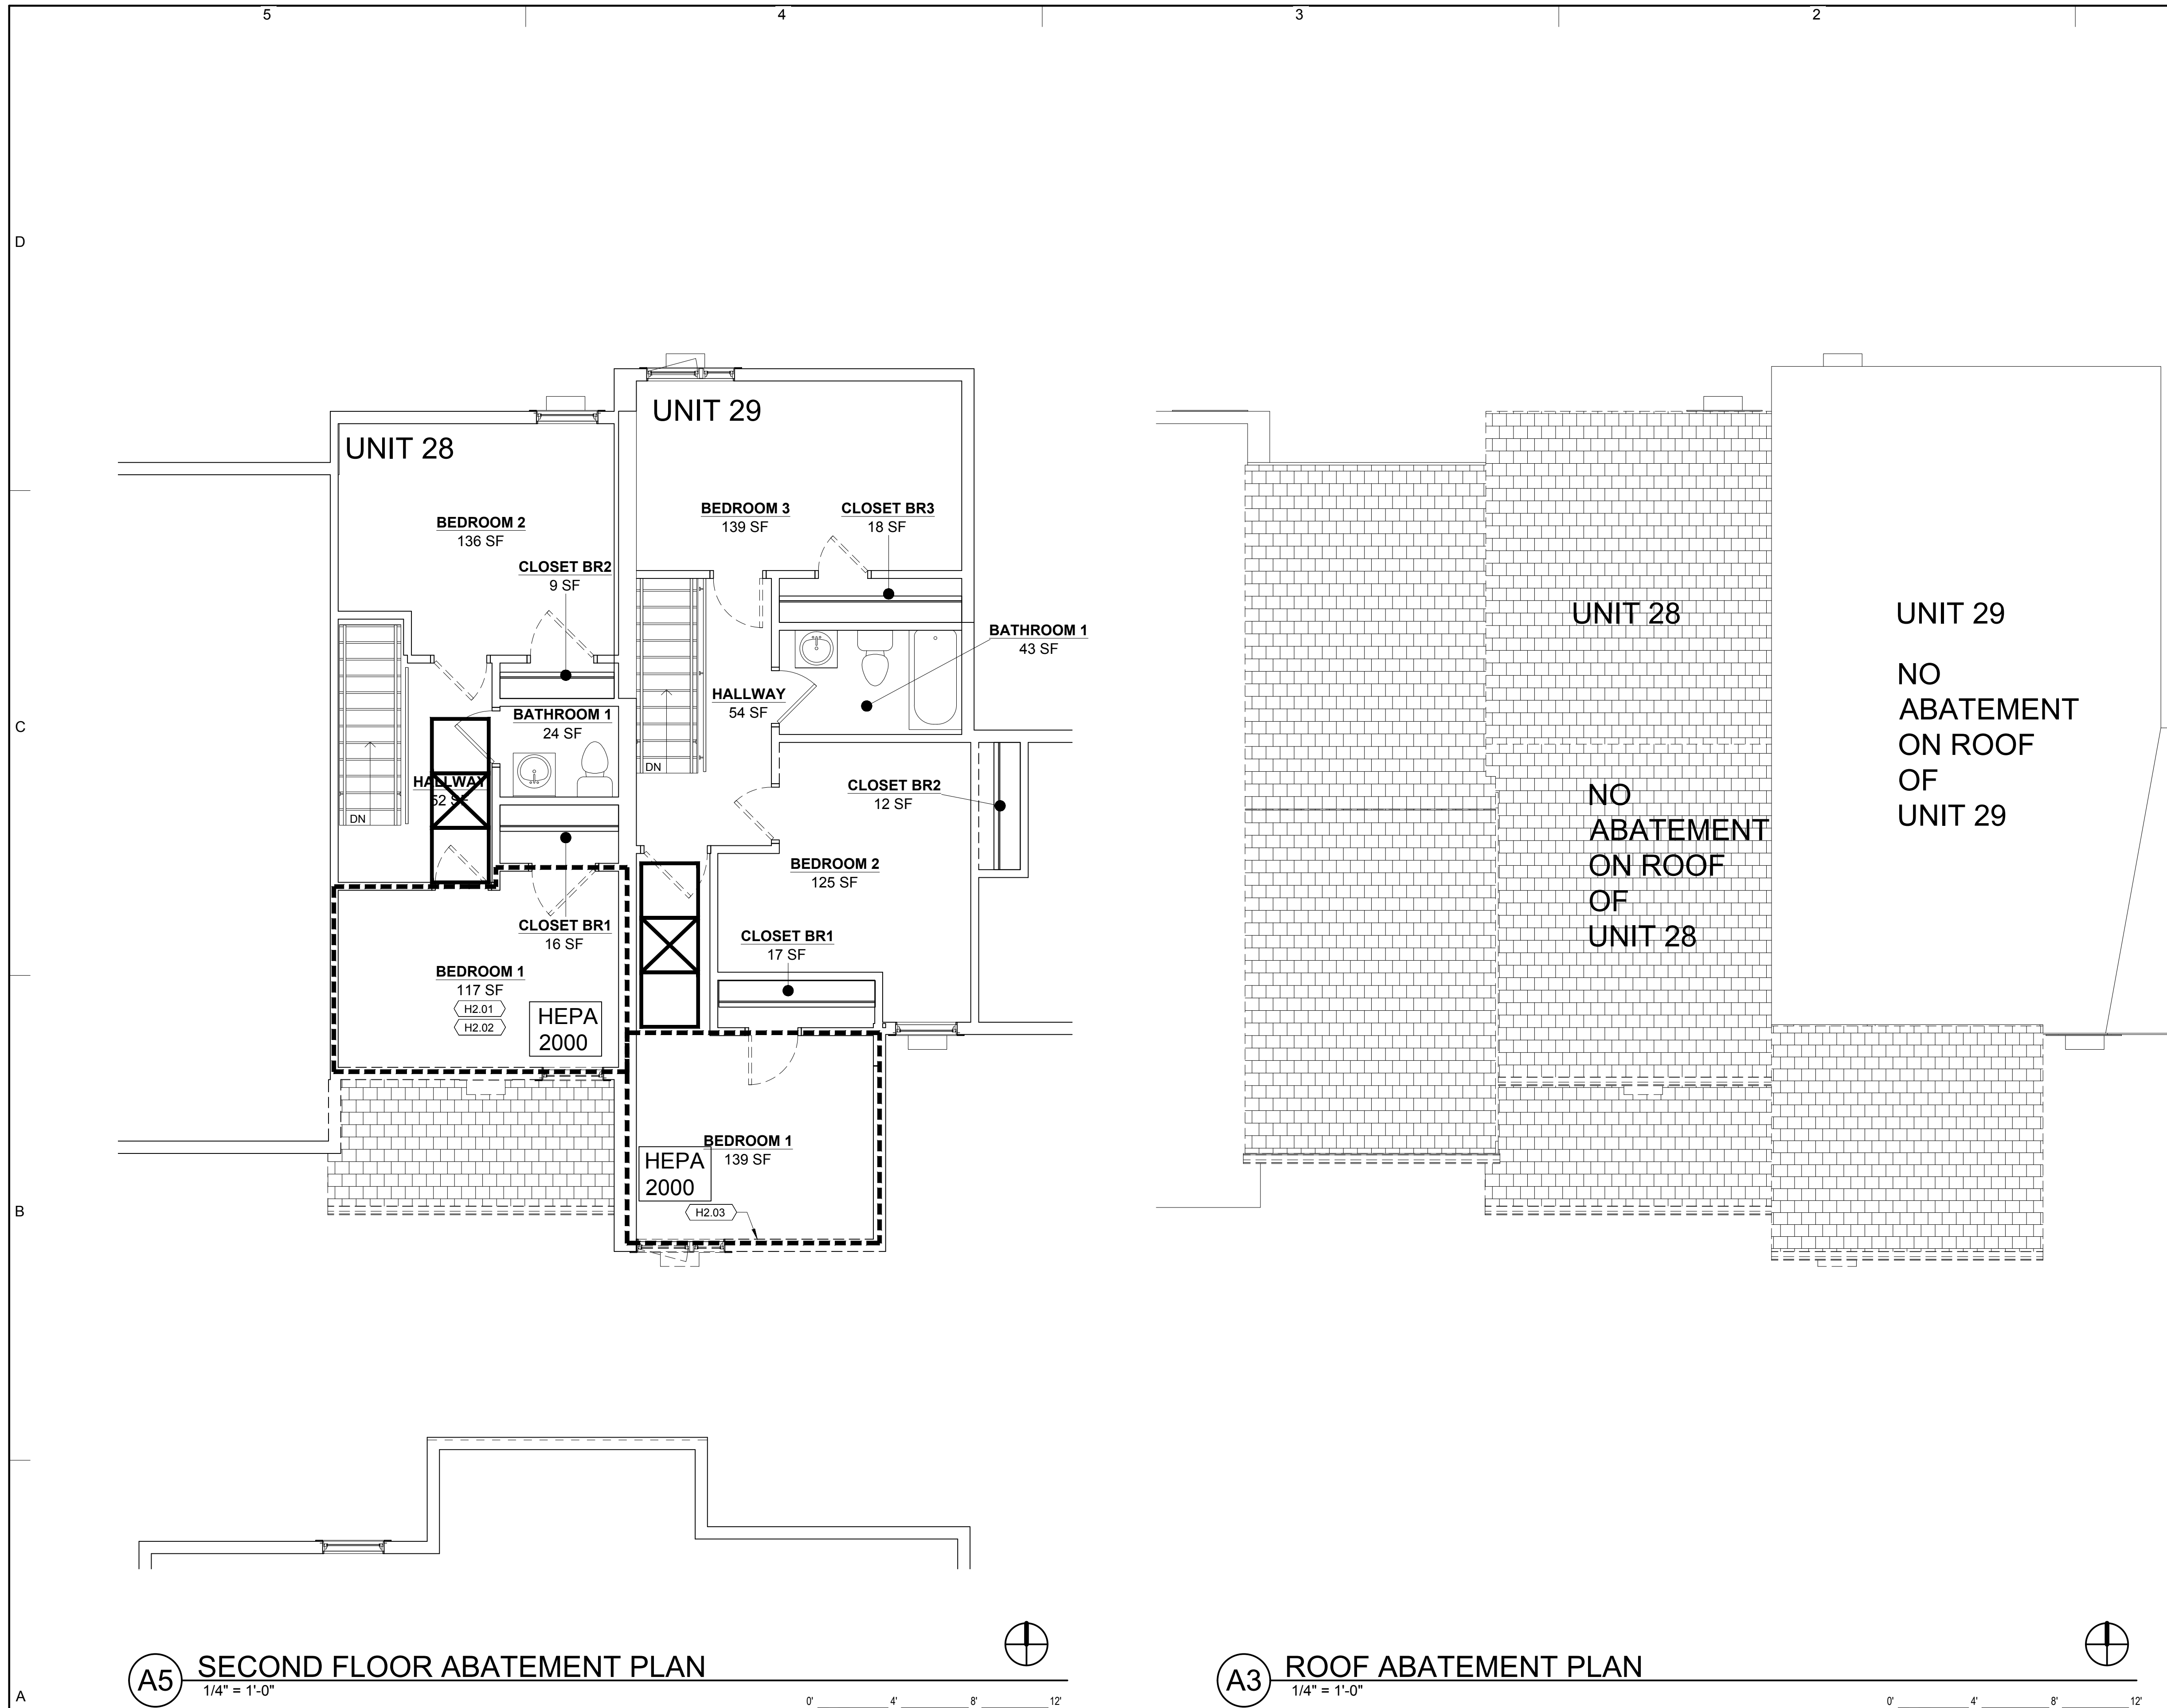 5
4
3
2
D
C
B
A
UNIT 28
UNIT 29
BEDROOM 2
136 SF
CLOSET BR2
9 SF
BEDROOM 3
139 SF
CLOSET BR3
18 SF
BATHROOM 1
43 SF
HALLWAY
54 SF
BATHROOM 1
24 SF
HALLWAY
52 SF
DN
DN
CLOSET BR2
12 SF
BEDROOM 2
125 SF
CLOSET BR1
16 SF
CLOSET BR1
17 SF
BEDROOM 1
117 SF
H2.01
H2.02
HEPA
2000
BEDROOM 1
139 SF
HEPA
2000
H2.03
UNIT 28
NO
ABATEMENT
ON ROOF
OF
UNIT 28
UNIT 29
NO
ABATEMENT
ON ROOF
OF
UNIT 29
A5
SECOND FLOOR ABATEMENT PLAN
1/4" = 1'-0"
0' 4' 8' 12'
A3
ROOF ABATEMENT PLAN
1/4" = 1'-0"
0' 4' 8' 12'